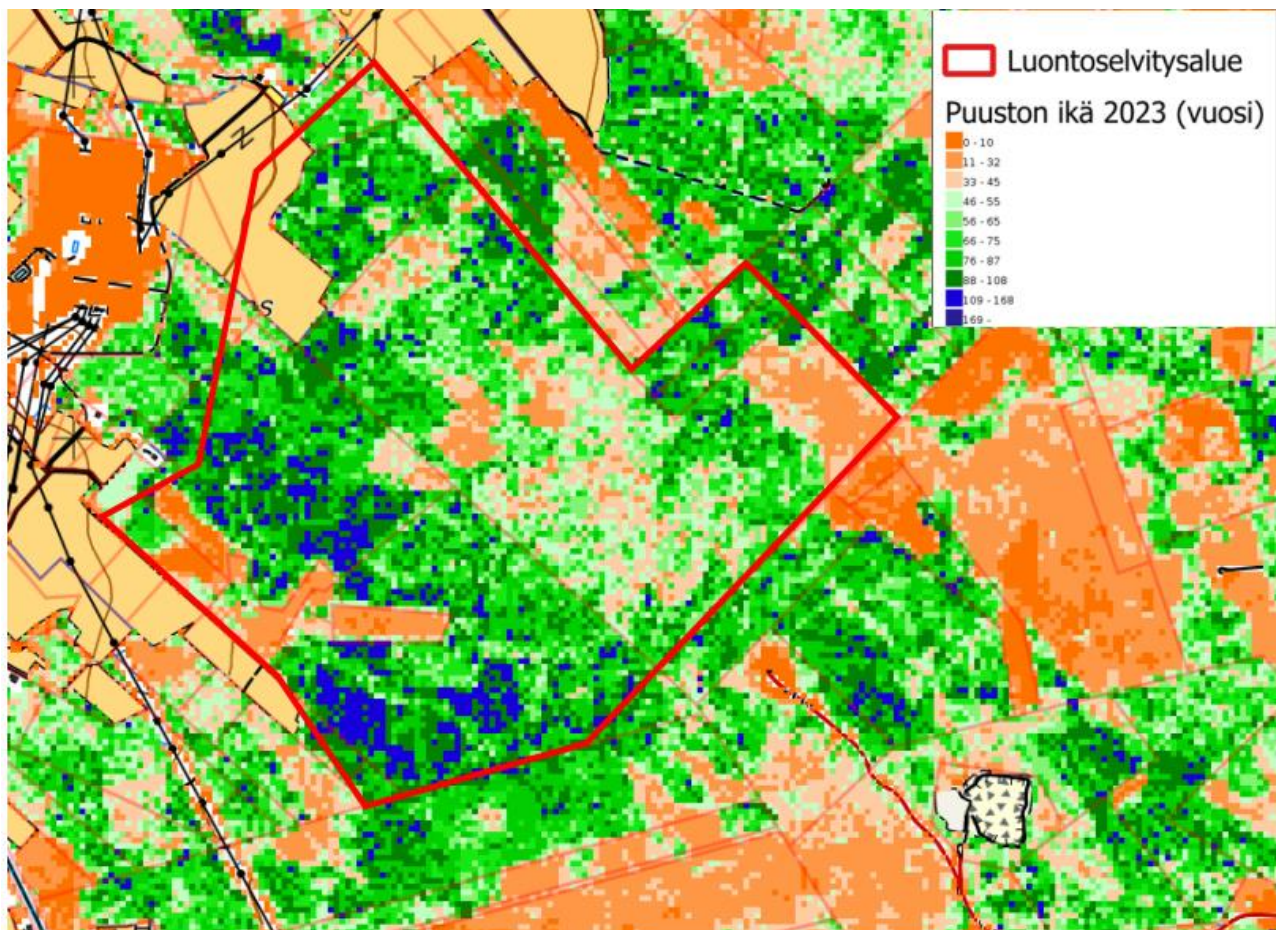 Luontoselvitysalue
Puuston ikä 2023 (vuosi)
0 - 10
11 - 32
33 - 45
46 - 55
56 - 65
66 - 75
76 - 87
88 - 108
109 - 168
169 -